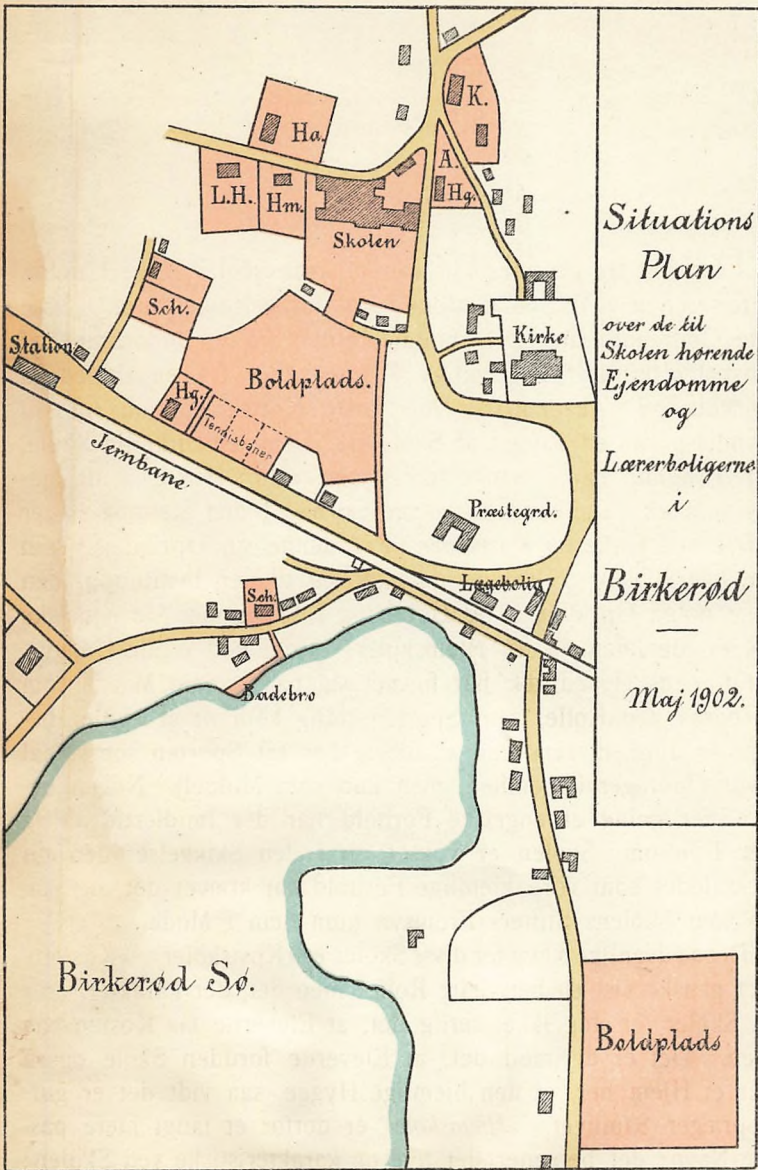 Situations
Plan
over de til
Skolen hørende
Ejendomme
og
Lærerboligerne
i
Birkerød
Maj 1902.
K.
Ha.
A.
L.H.
Hm.
Hg.
Skolen
Sch.
Kirke
Station
Boldplads.
Hg.
Tennisbaner
Jernbane
Præstegrd.
Lægebolig
Sch.
Badebro
Birkerød Sø.
Boldplads